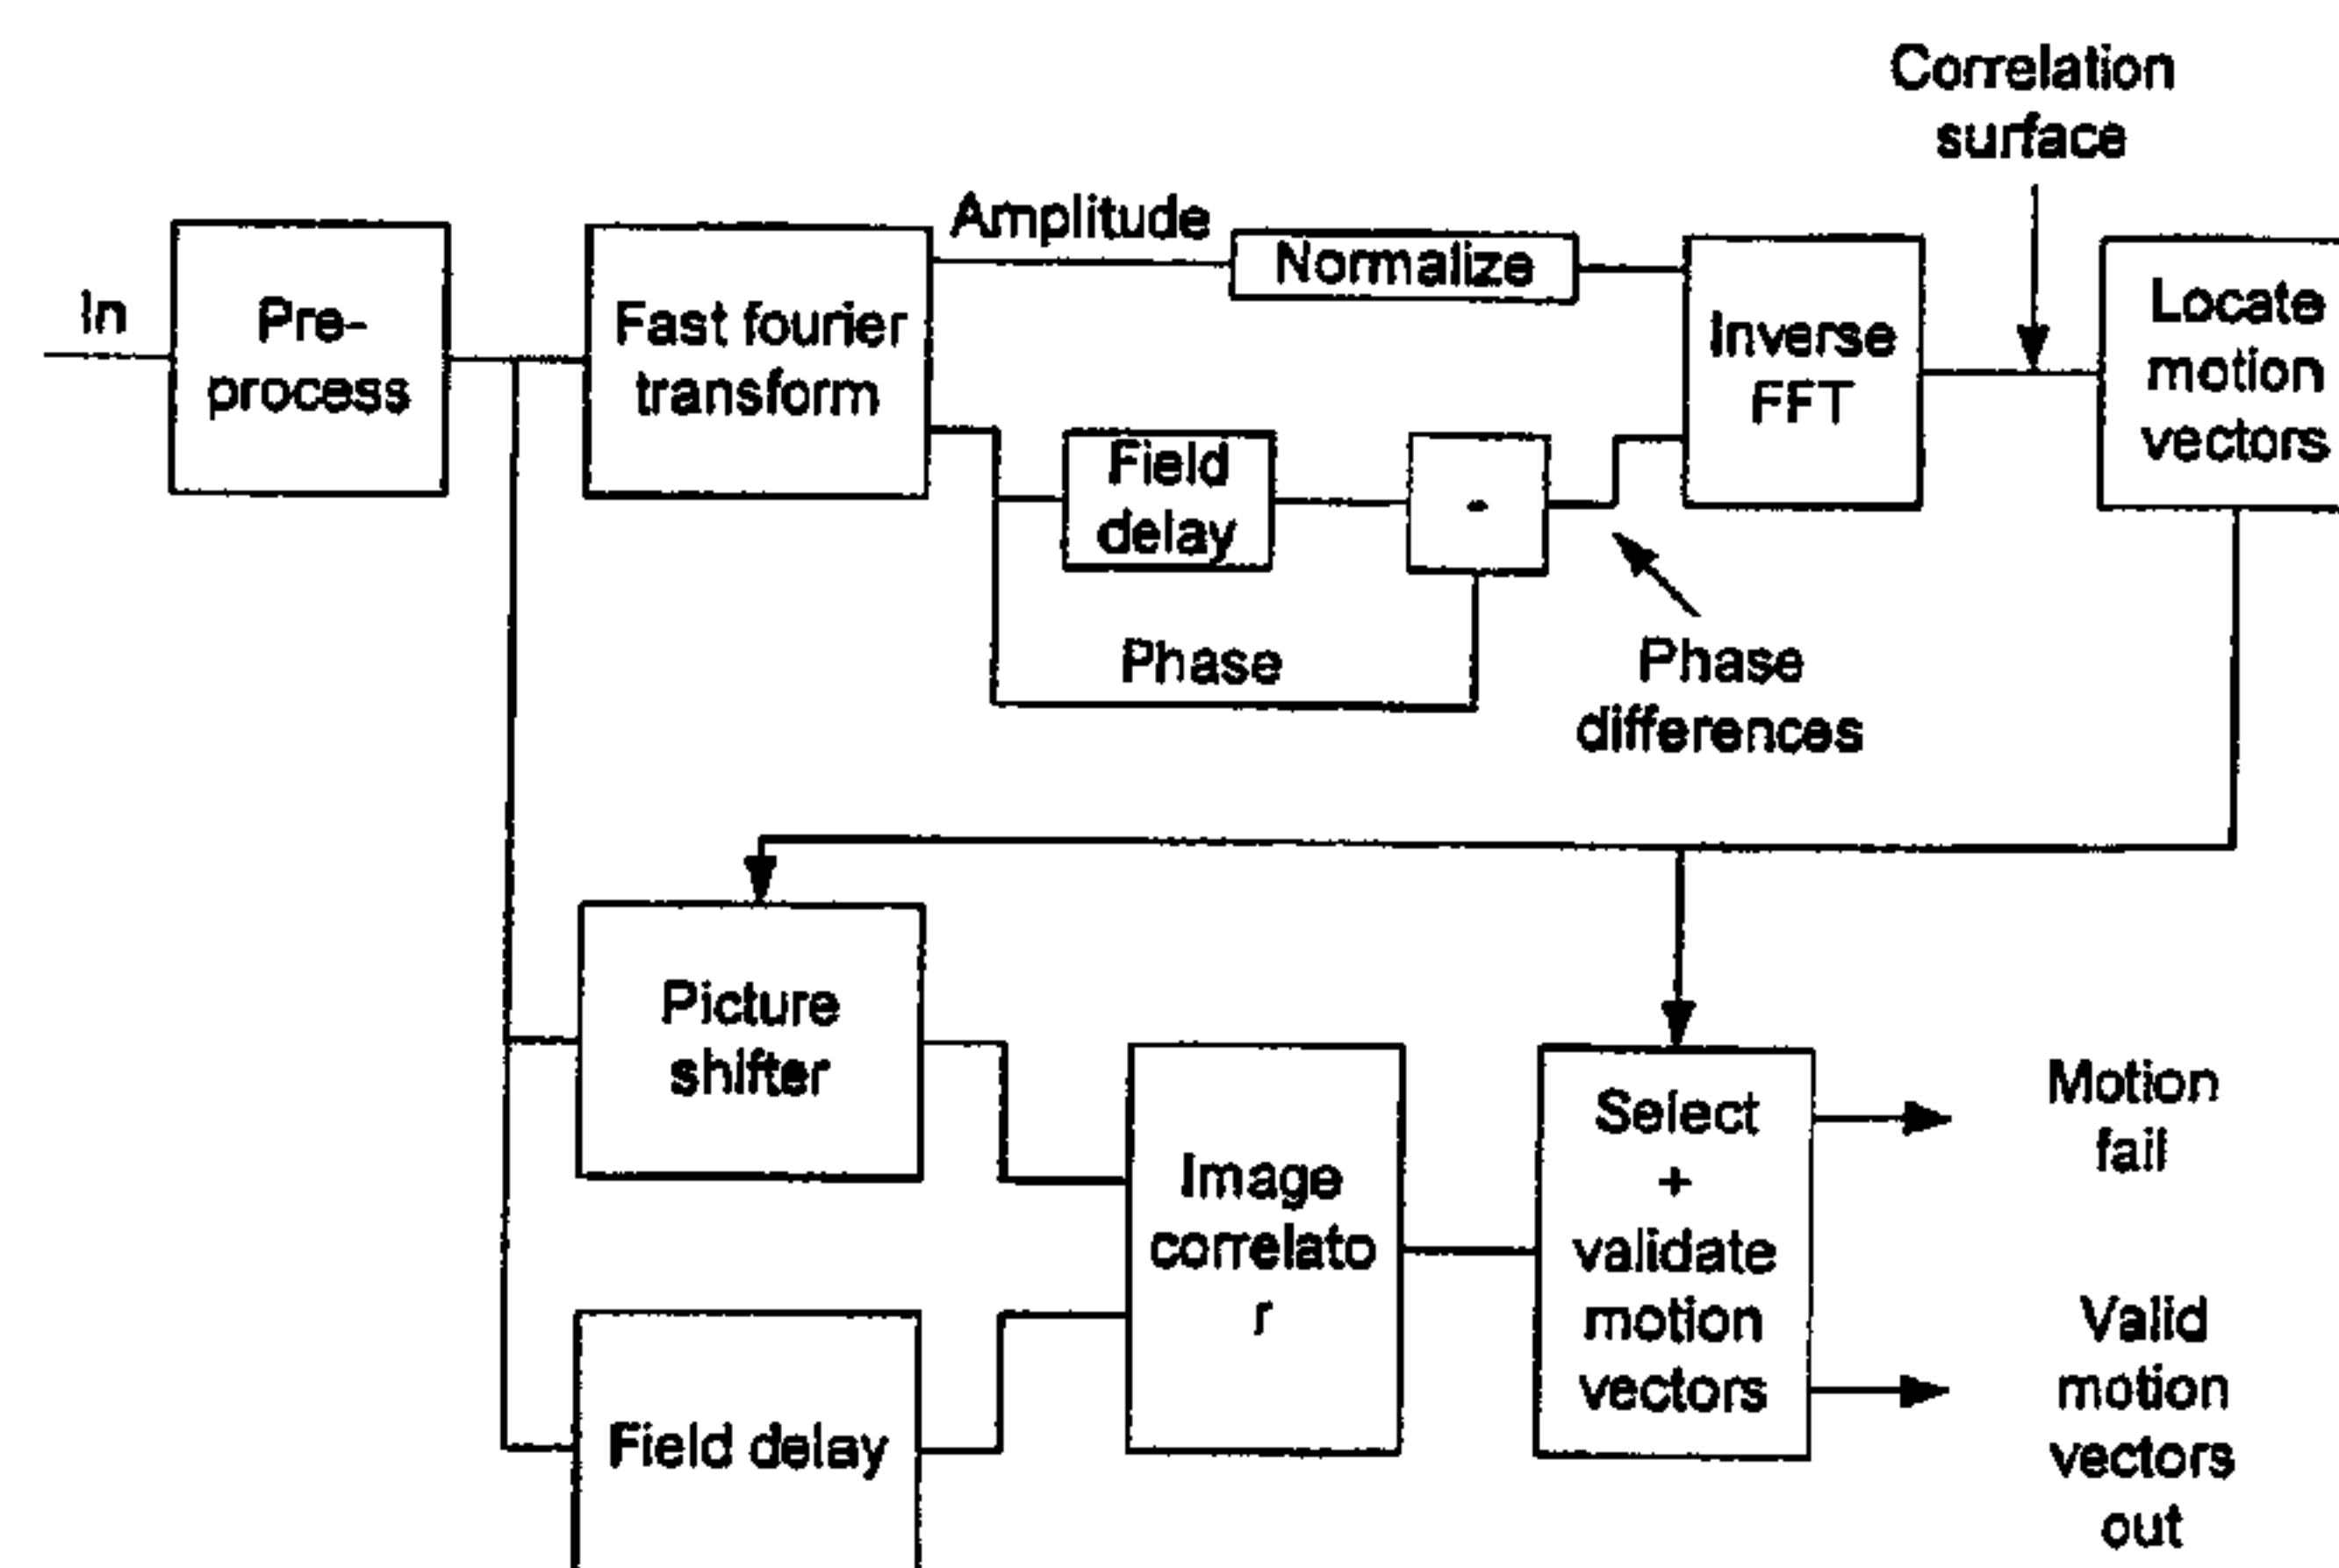 Correlation
surface
Amplitude
In
Pre-
process
Fast fourier
transform
Normalize
Inverse
FFT
Locate
motion
vectors
Field
delay
-
Phase
Phase
differences
Picture
shifter
Image
correlato
r
Select
+
validate
motion
vectors
Motion
fail
Valid
motion
vectors
out
Field delay